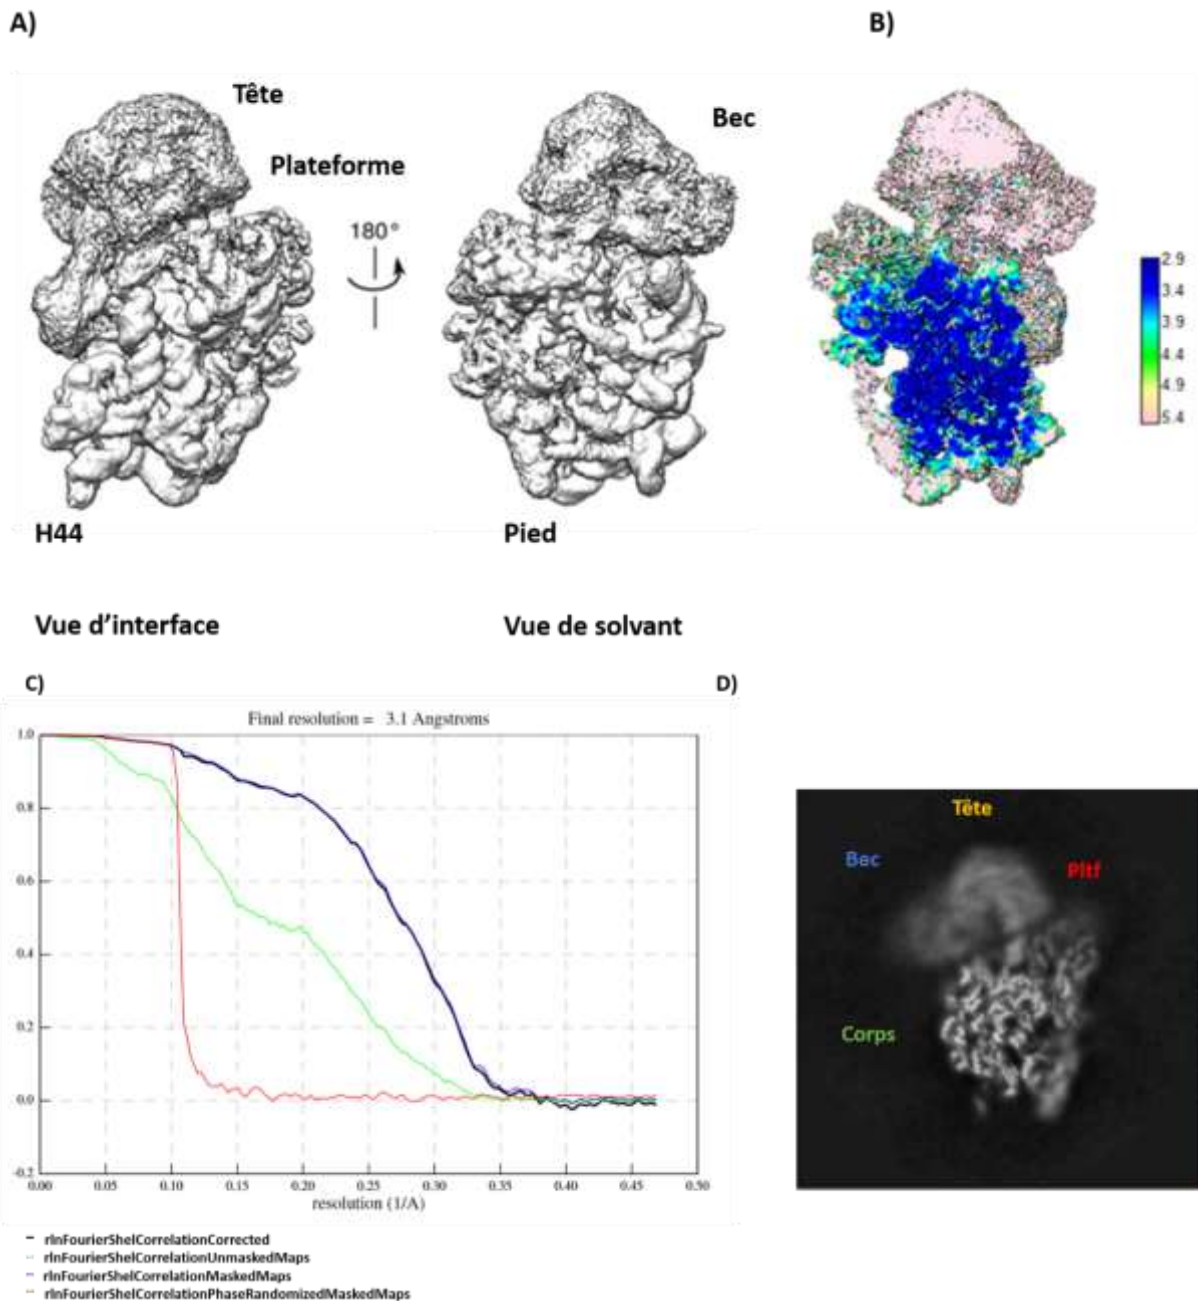 A)
B)
Tête
Bec
Plateforme
180°
2.9
3.4
3.9
4.4
4.9
5.4
H44
Pied
Vue d'interface
Vue de solvant
C)
D)
Final resolution = 3.1 Angstroms
1.0
0.8
0.6
0.4
0.2
0.0
-0.2
0.00 0.05 0.10 0.15 0.20 0.25 0.30 0.35 0.40 0.45 0.50
resolution (1/A)
Tête
Bec
Pltf
Corps
rlnFourierShelCorrelationCorrected
rlnFourierShelCorrelationUnmaskedMaps
rlnFourierShelCorrelationMaskedMaps
rlnFourierShelCorrelationPhaseRandomizedMaskedMaps